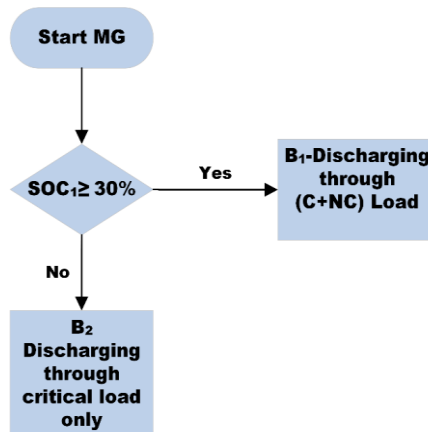 Start MG
SOC₁≥ 30%
Yes
B₁-Discharging
through
(C+NC) Load
No
B₂
Discharging
through
critical load
only